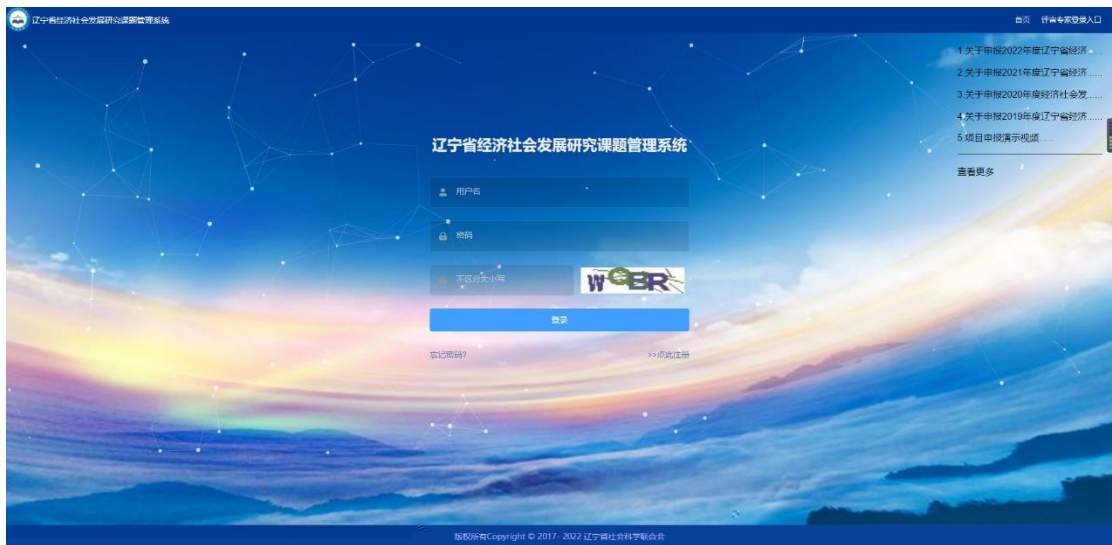 辽宁省经济社会发展研究课题管理系统
首页 评审专家登录入口
1.关于申报2022年度辽宁省经济......
2.关于申报2021年度辽宁省经济......
3.关于申报2020年度经济社会发......
4.关于申报2019年度辽宁省经济......
5.项目申报演示视频......
查看更多
辽宁省经济社会发展研究课题管理系统
用户名
密码
不区分大小写
登录
忘记密码?
>>点此注册
版权所有Copyright © 2017- 2022 辽宁省社会科学联合会